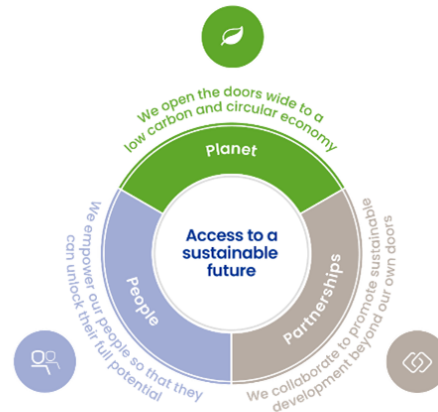 We open the doors wide to a
low carbon and circular economy
Planet
Access to a
sustainable
future
People
We empower our people so that they
can unlock their full potential
Partnerships
We collaborate to promote sustainable
development beyond our own doors